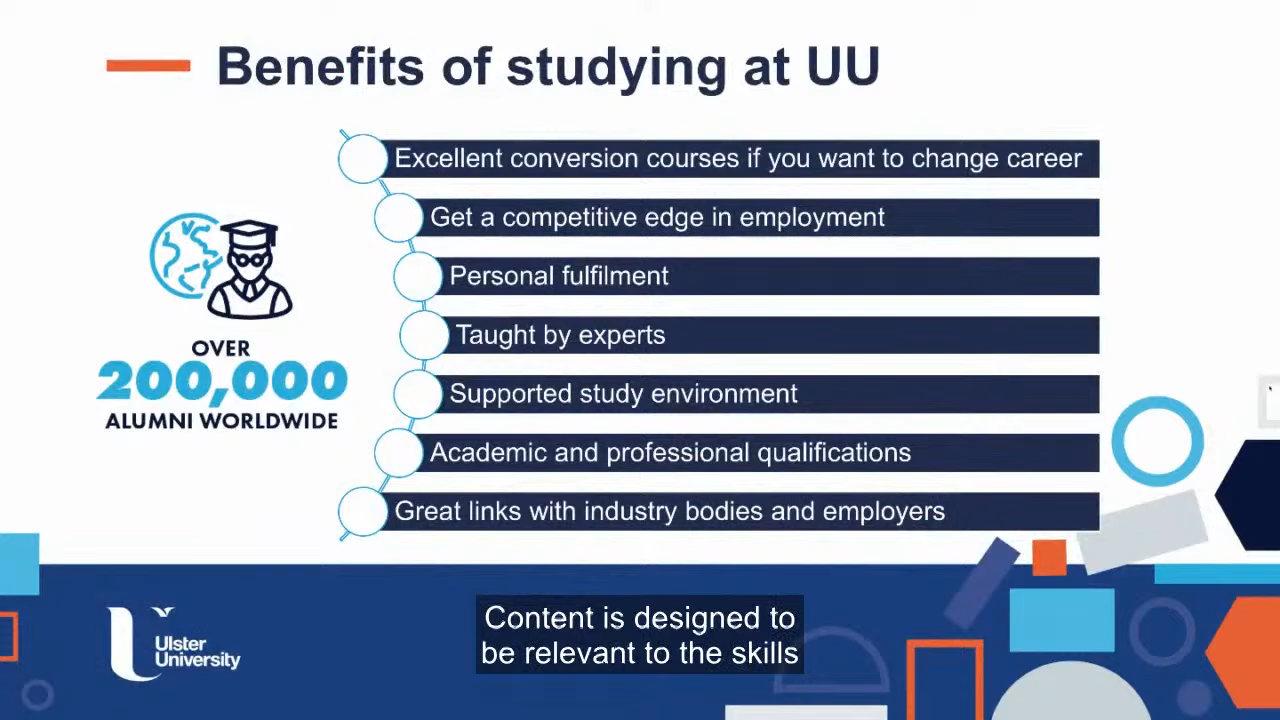 Benefits of studying at UU
Excellent conversion courses if you want to change career
Get a competitive edge in employment
Personal fulfilment
Taught by experts
Supported study environment
Academic and professional qualifications
Great links with industry bodies and employers
OVER
200,000
ALUMNI WORLDWIDE
Ulster
University
Content is designed to
be relevant to the skills